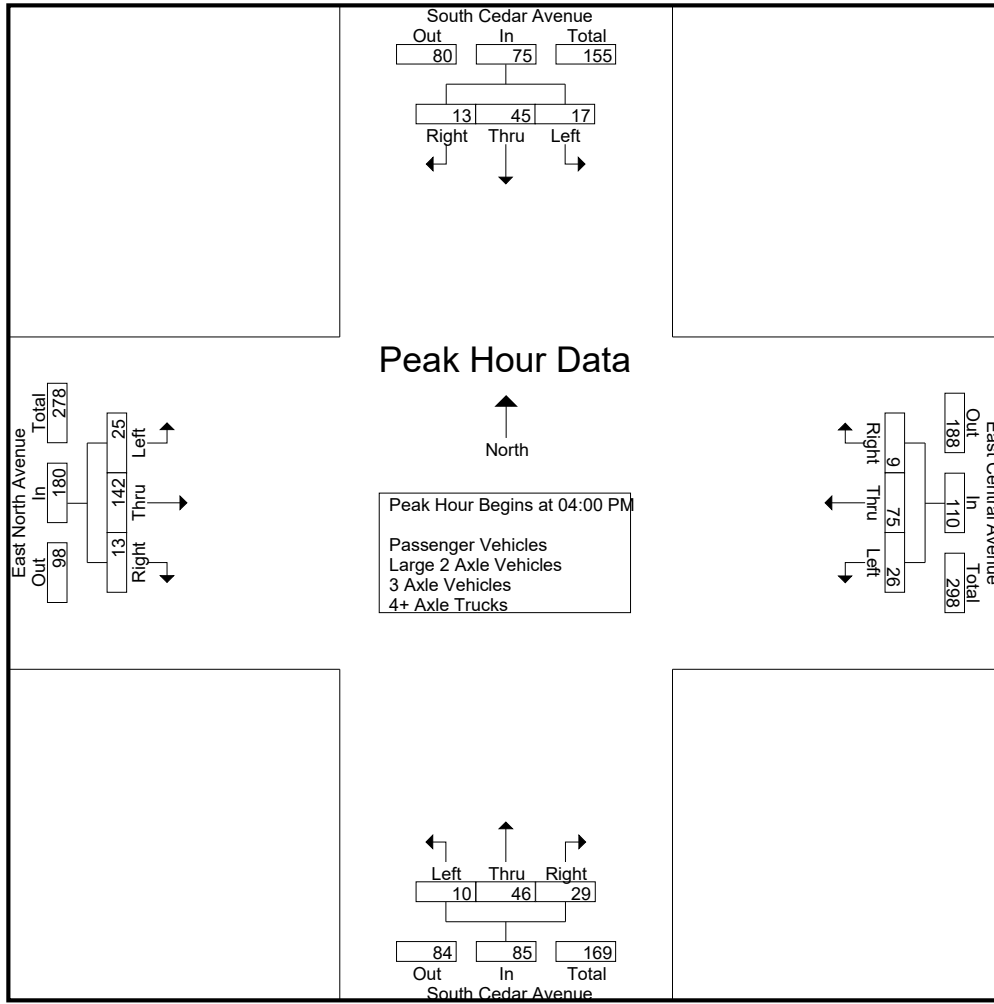 South Cedar Avenue
Out In Total
80 75 155
13 45 17
Right Thru Left
Peak Hour Data
North
Peak Hour Begins at 04:00 PM
Passenger Vehicles
Large 2 Axle Vehicles
3 Axle Vehicles
4+ Axle Trucks
East North Avenue
Out In Total
98 180 278
25 142 13
Left Thru Right
East Central Avenue
Out In Total
188 110 298
9 75 26
Right Thru Left
Left Thru Right
10 46 29
84 85 169
Out In Total
South Cedar Avenue